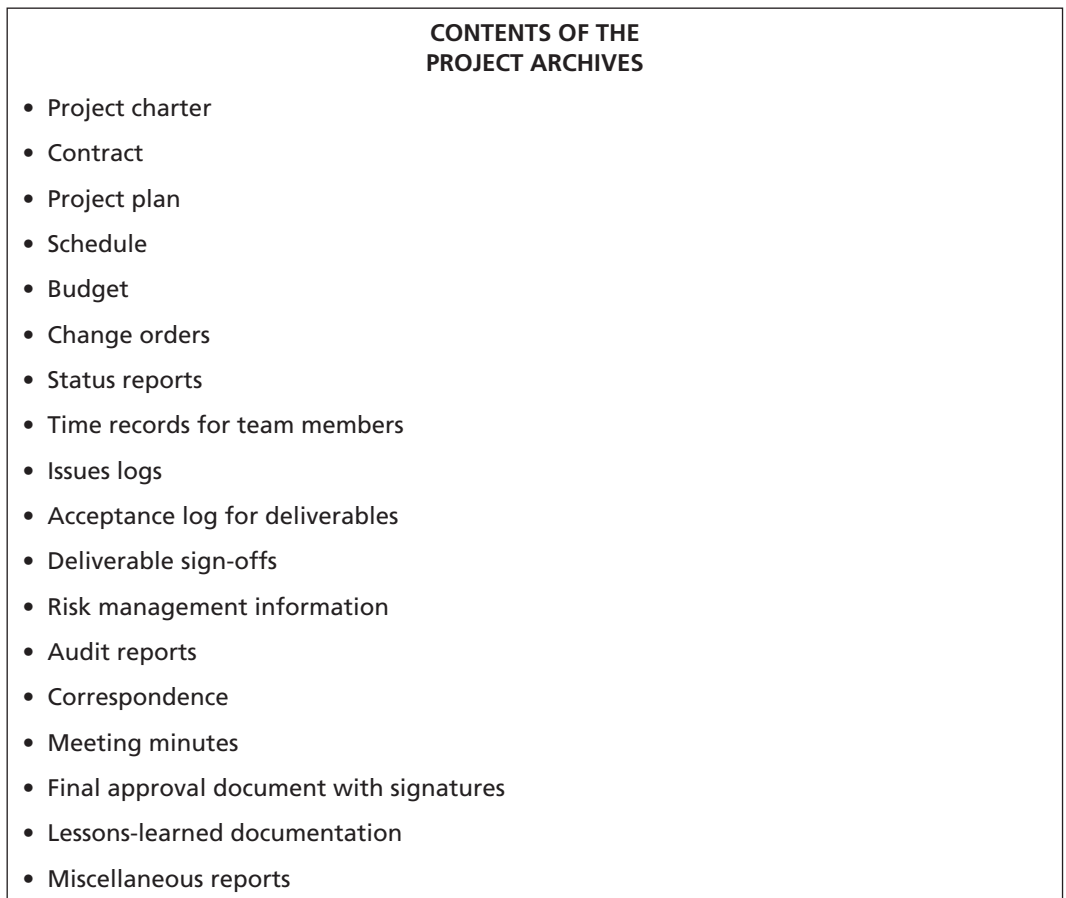 CONTENTS OF THE
PROJECT ARCHIVES
• Project charter
• Contract
• Project plan
• Schedule
• Budget
• Change orders
• Status reports
• Time records for team members
• Issues logs
• Acceptance log for deliverables
• Deliverable sign-offs
• Risk management information
• Audit reports
• Correspondence
• Meeting minutes
• Final approval document with signatures
• Lessons-learned documentation
• Miscellaneous reports